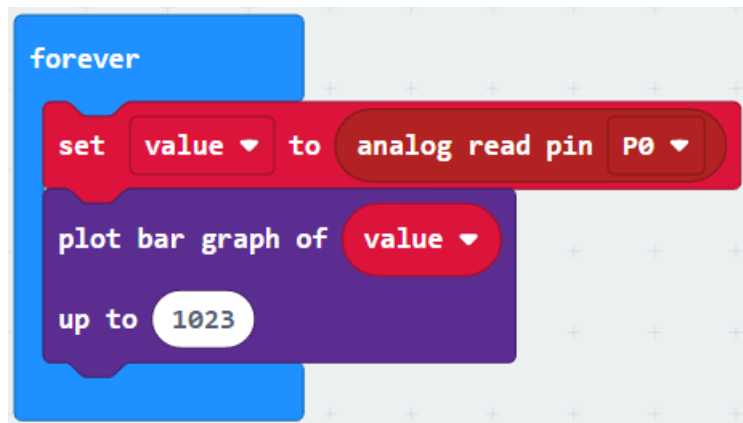 forever
set value to analog read pin P0
plot bar graph of value
up to 1023